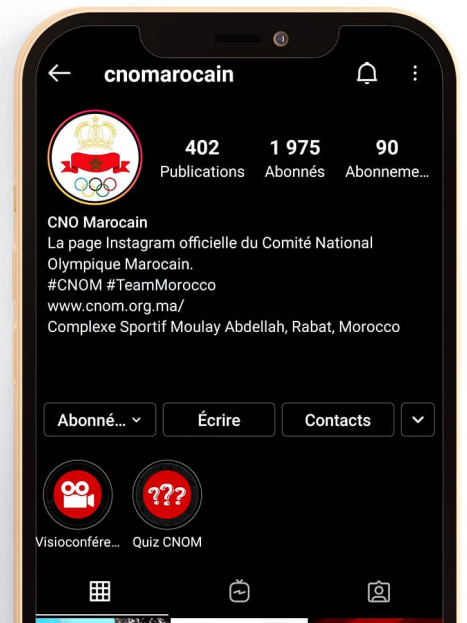 cnomarocain
402 1 975 90
Publications Abonnés Abonneme...
CNO Marocain
La page Instagram officielle du Comité National
Olympique Marocain.
#CNOM #TeamMorocco
www.cnom.org.ma/
Complexe Sportif Moulay Abdellah, Rabat, Morocco
Abonné... Écrire Contacts
???
Visioconfére... Quiz CNOM